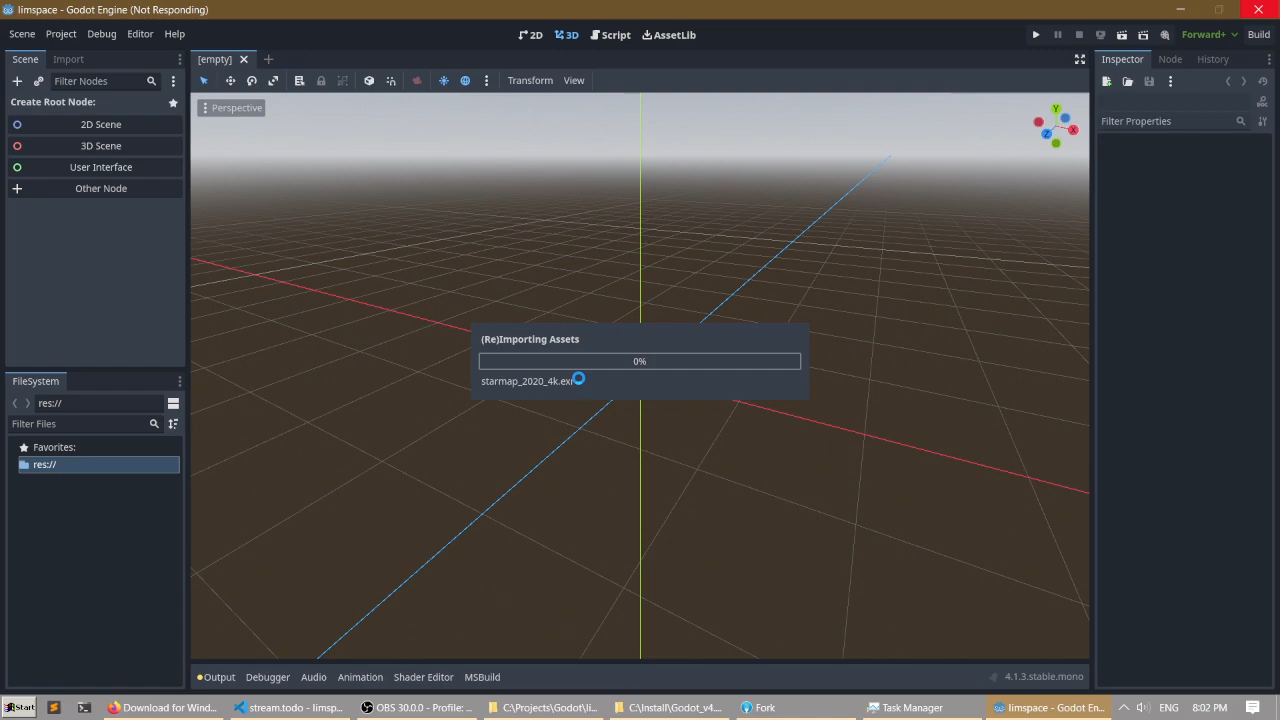 limspace - Godot Engine (Not Responding)
Scene Project Debug Editor Help
2D 3D Script AssetLib
Forward+ Build
Scene Import
[empty]
Inspector Node History
Filter Nodes
Transform View
Create Root Node:
Perspective
Y
X
Z
DOC
Filter Properties
2D Scene
3D Scene
User Interface
Other Node
(Re)Importing Assets
0%
starmap_2020_4k.exr
FileSystem
res://
Filter Files
Favorites:
res://
Output Debugger Audio Animation Shader Editor MSBuild
4.1.3.stable.mono
Start
Download for Wind...
stream.todo - limsp...
OBS 30.0.0 - Profile: ...
C:\Projects\Godot\li...
C:\Install\Godot_v4....
Fork
Task Manager
limspace - Godot En...
ENG
8:02 PM